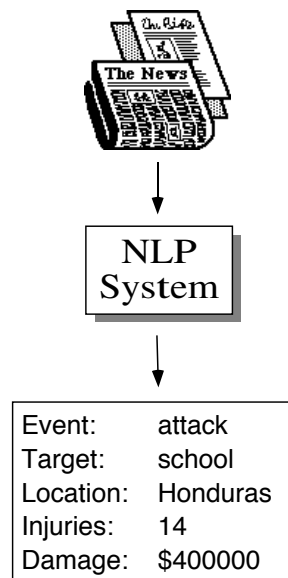 The News
NLP
System
Event: attack
Target: school
Location: Honduras
Injuries: 14
Damage: $400000